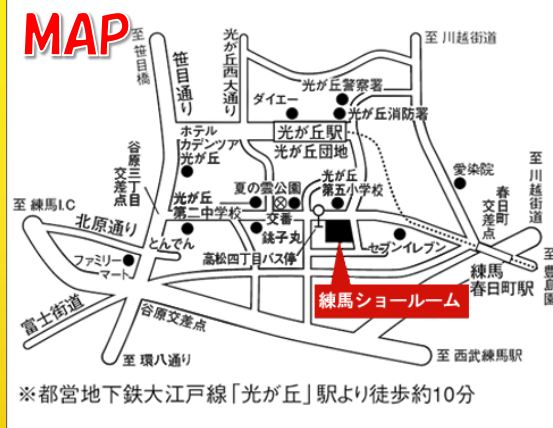 MAP
至 笹目橋
笹目通り
光が丘西大通り
至 川越街道
光が丘警察署
ダイエー
光が丘消防署
光が丘駅
光が丘団地
ホテル
カデンツァ
光が丘
谷原三丁目
交差点
愛染院
至 川越街道
春日町
交差点
光が丘
第二中学校
夏の雲公園
光が丘
第五小学校
交番
至 練馬I.C
北原通り
とんでん
銚子丸
セブンイレブン
高松四丁目バス停
ファミリー
マート
練馬
春日町駅
至 豊島園
練馬ショールーム
富士街道
谷原交差点
至 環八通り
至 西武練馬駅
※都営地下鉄大江戸線「光が丘」駅より徒歩約10分